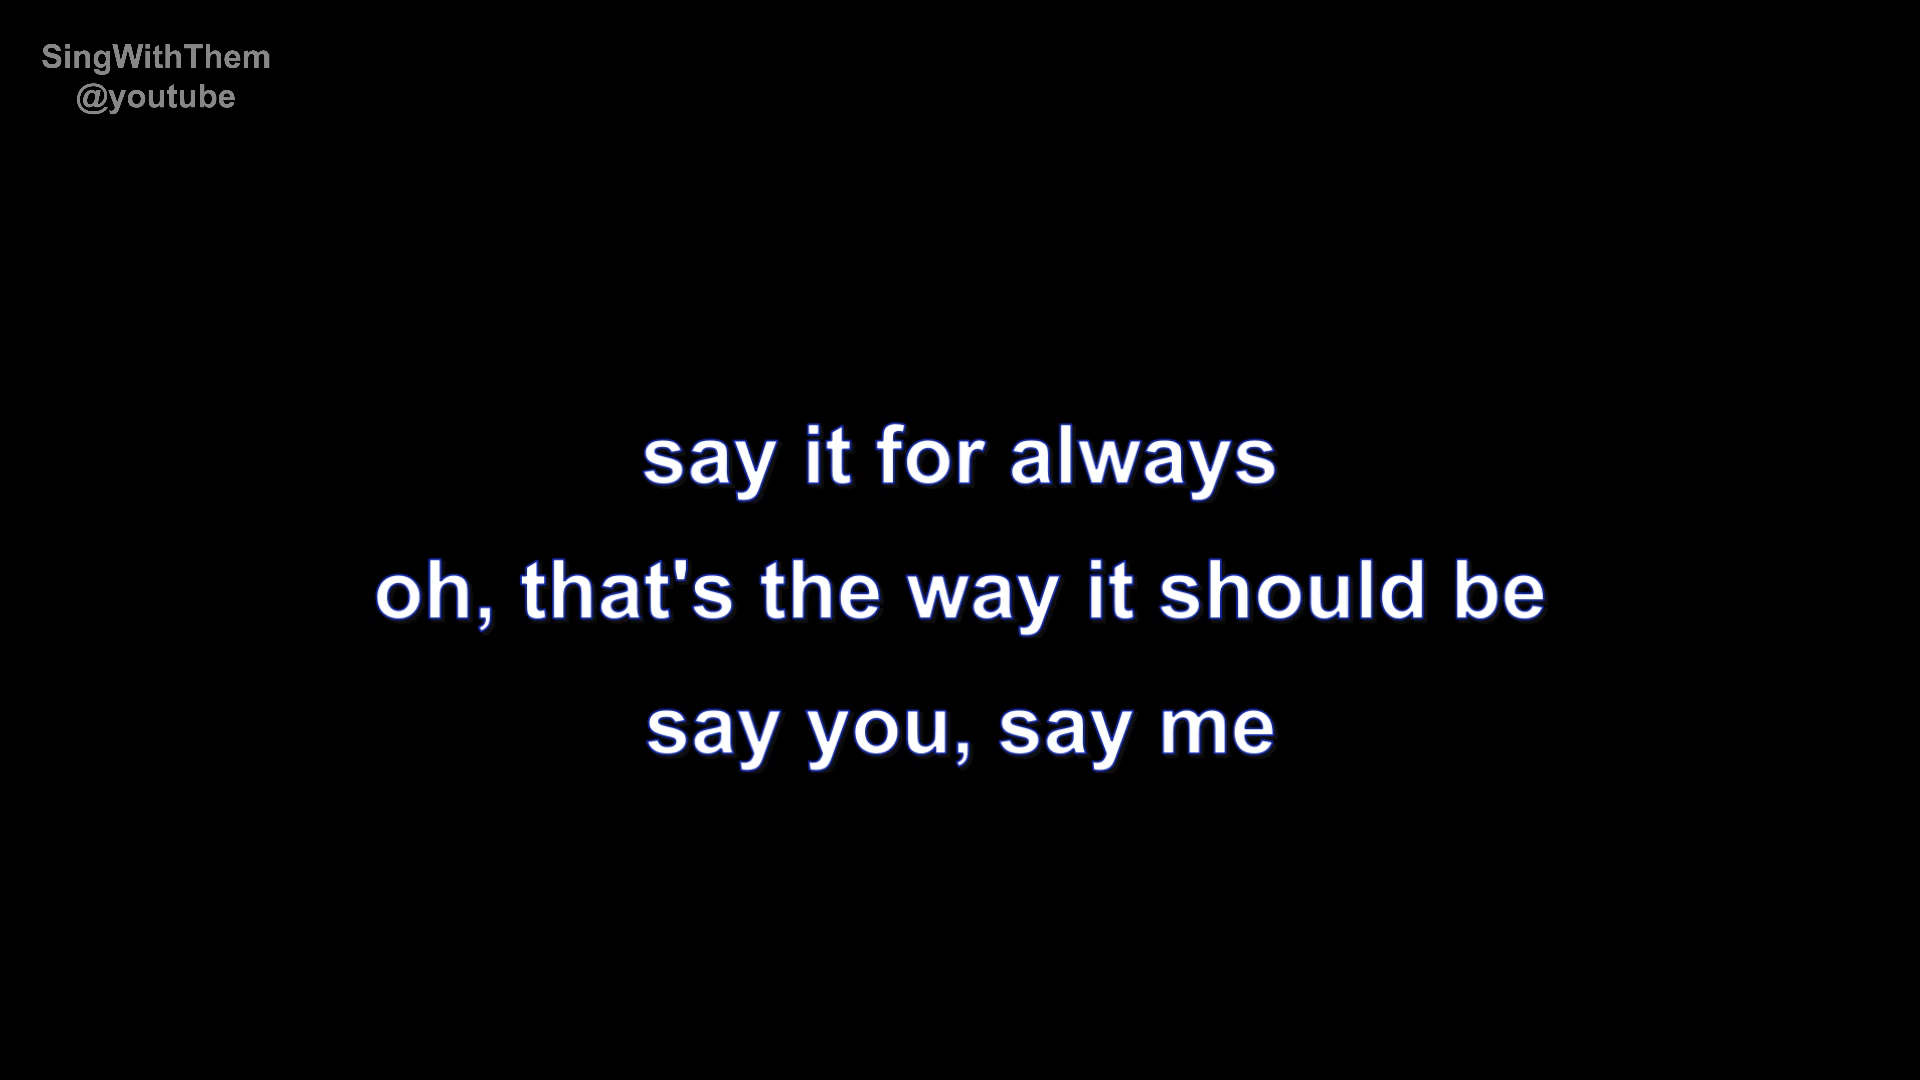 SingWithThem
@youtube
say it for always
oh, that's the way it should be
say you, say me